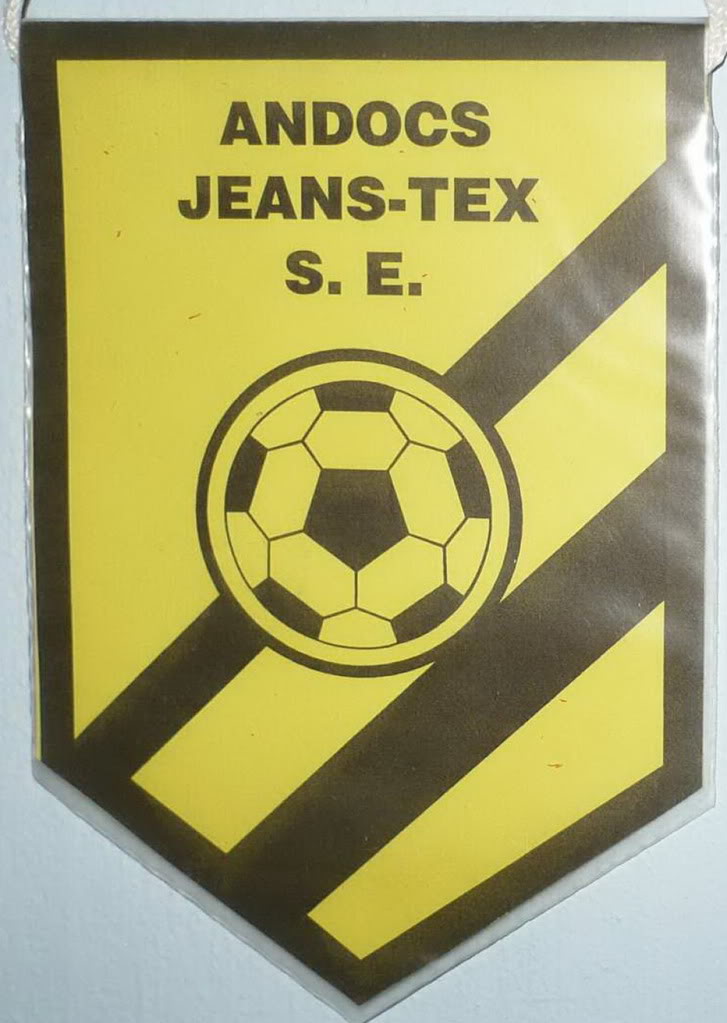 ANDOCS
JEANS-TEX
S. E.